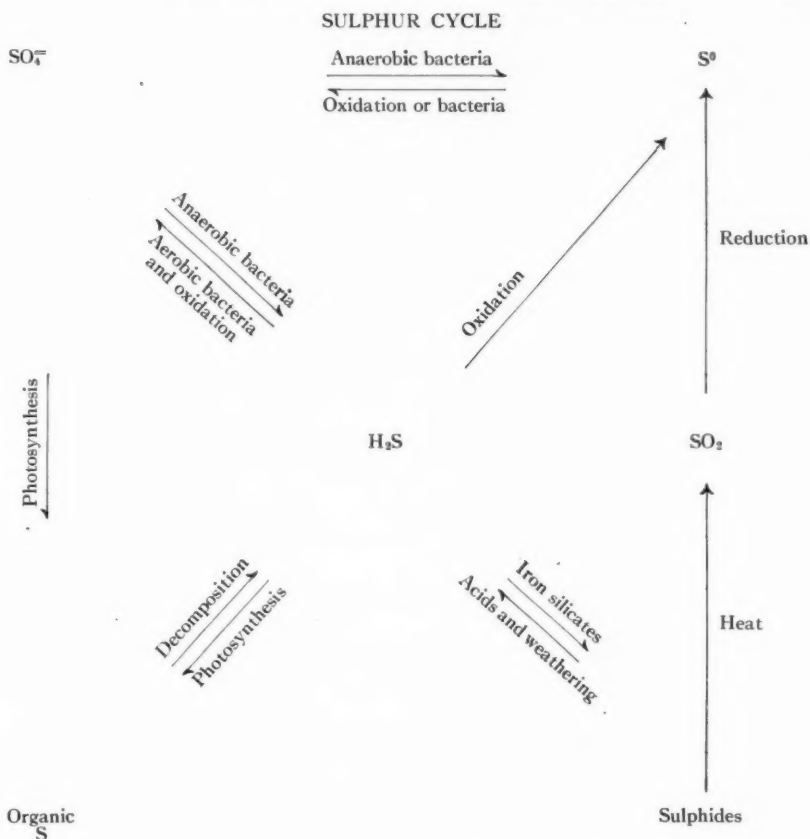 SULPHUR CYCLE
SO₄⁼
Anaerobic bacteria
S⁰
Oxidation or bacteria
Anaerobic bacteria
Aerobic bacteria
and oxidation
Oxidation
Reduction
Photosynthesis
H₂S
SO₂
Decomposition
Photosynthesis
Iron silicates
Acids and weathering
Heat
Organic
S
Sulphides